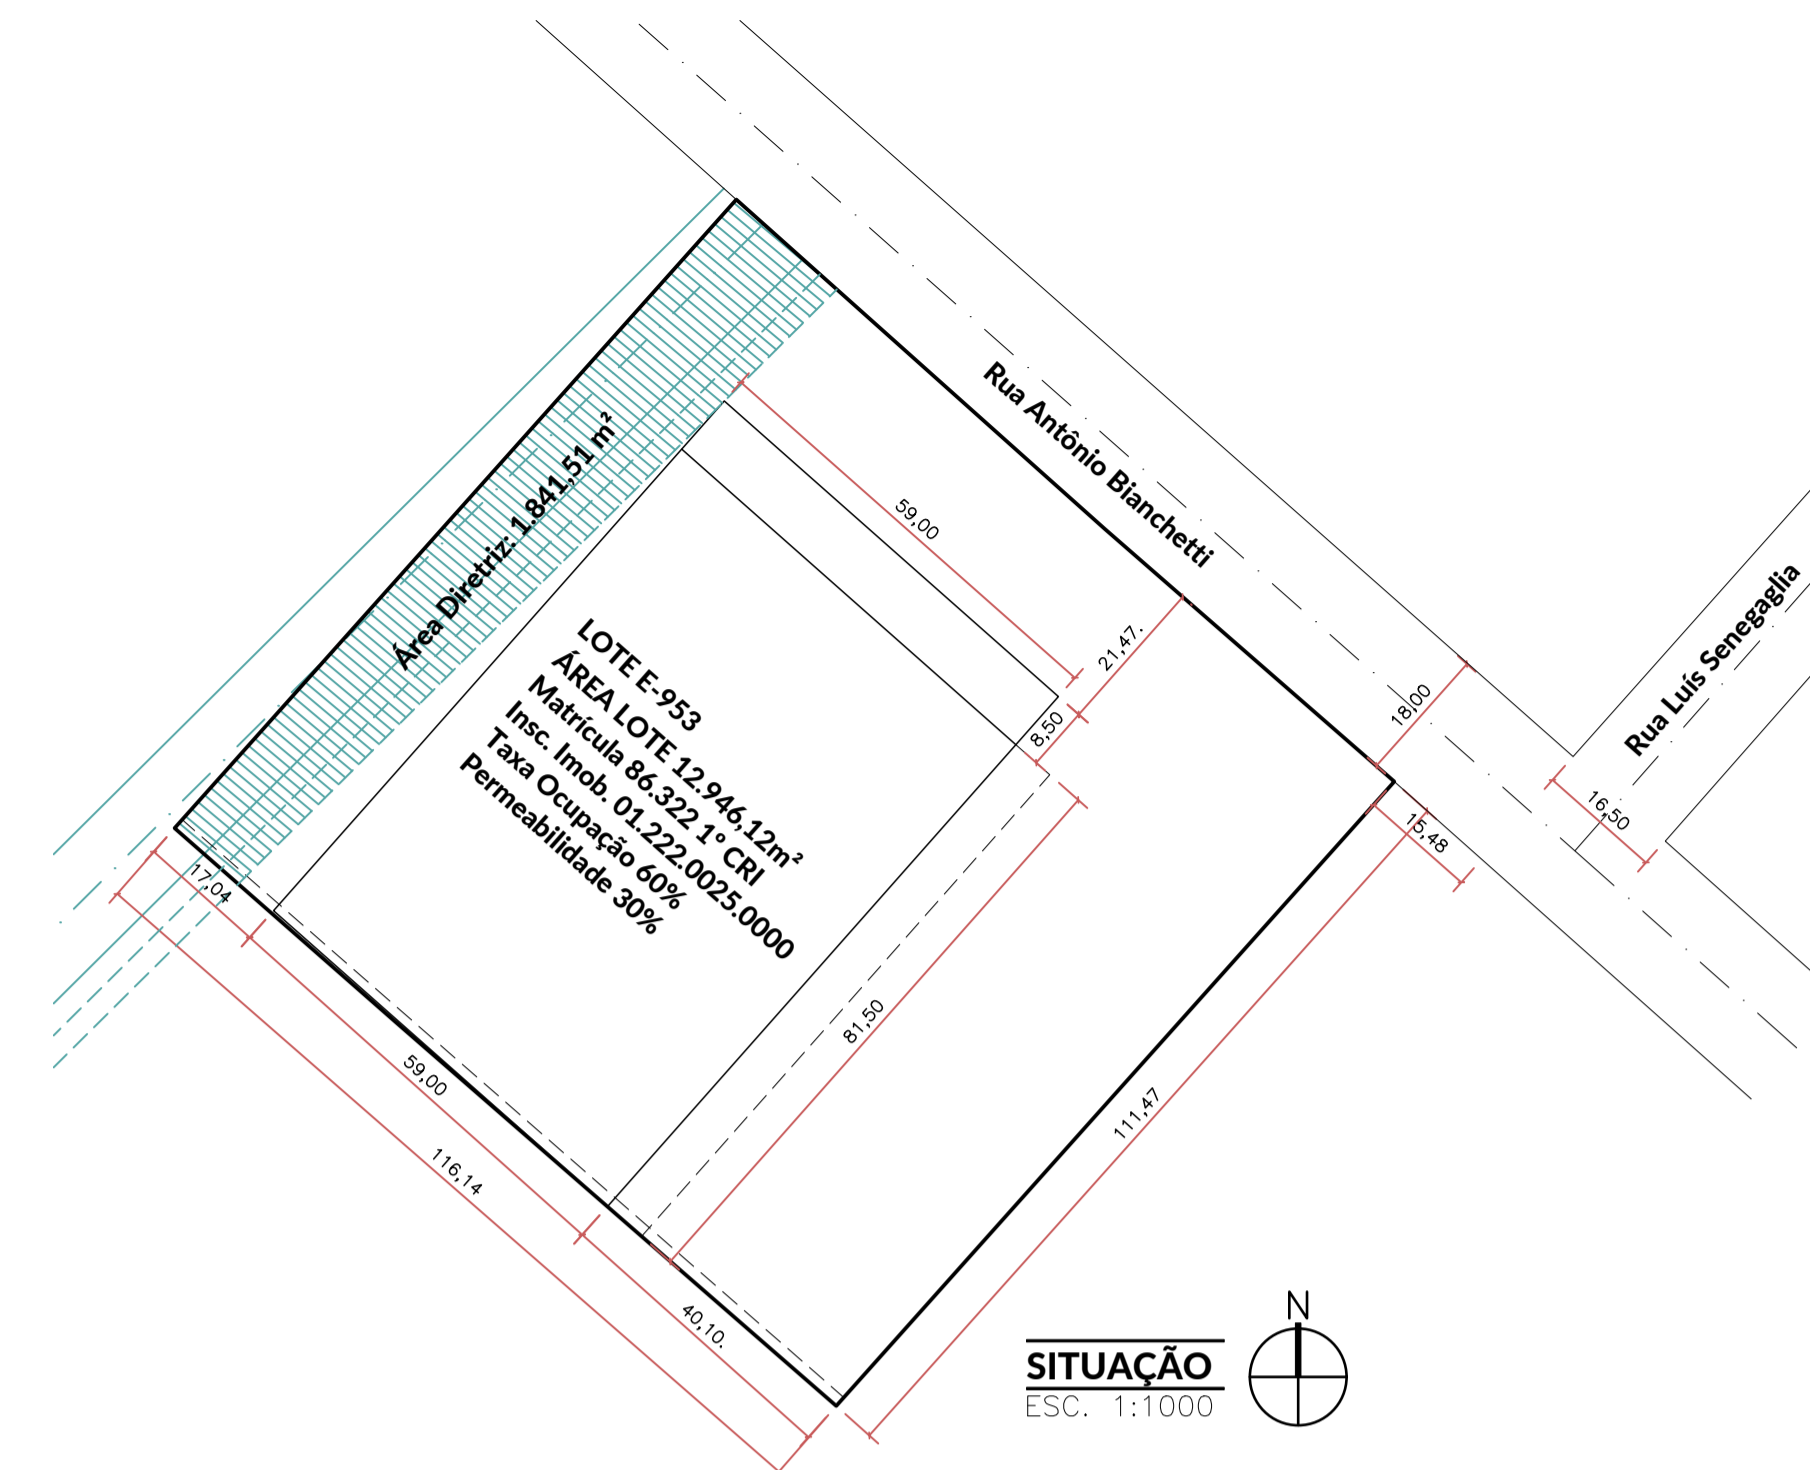 Rua Antônio Bianchetti
Rua Luís Senegaglia
Área Diretriz: 1.841,51 m²
LOTE E-953
ÁREA LOTE 12.946,12m²
Matrícula 86.322 1º CRI
Insc. Imob. 01.222.0025.0000
Taxa Ocupação 60%
Permeabilidade 30%
59,00
21,47.
8,50
18,00
16,50
15,48
81,50
111,47
17,04
59,00
116,14
40,10.
N
SITUAÇÃO
ESC. 1:1000